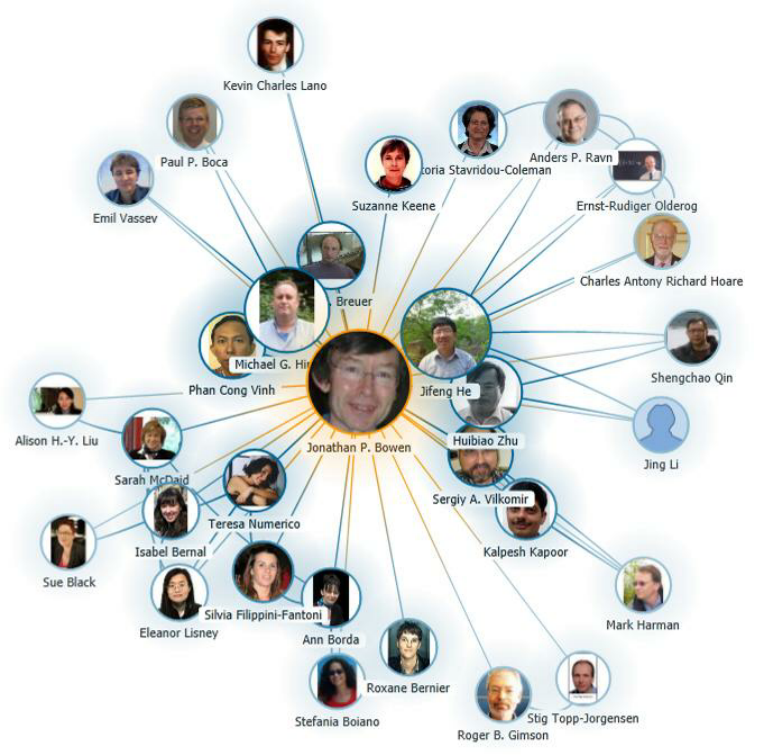 Kevin Charles Lano
Paul P. Boca
Anders P. Ravn
toria Stavridou-Coleman
Emil Vassev
Suzanne Keene
Ernst-Rudiger Olderog
Charles Antony Richard Hoare
. Breuer
Michael G. Hin
Phan Cong Vinh
Jifeng He
Shengchao Qin
Alison H.-Y. Liu
Huibiao Zhu
Jonathan P. Bowen
Jing Li
Sarah McDaid
Sergiy A. Vilkomir
Teresa Numerico
Isabel Bernal
Kalpesh Kapoor
Sue Black
Silvia Filippini-Fantoni
Mark Harman
Eleanor Lisney
Ann Borda
Roxane Bernier
Stefania Boiano
Stig Topp-Jorgensen
Roger B. Gimson